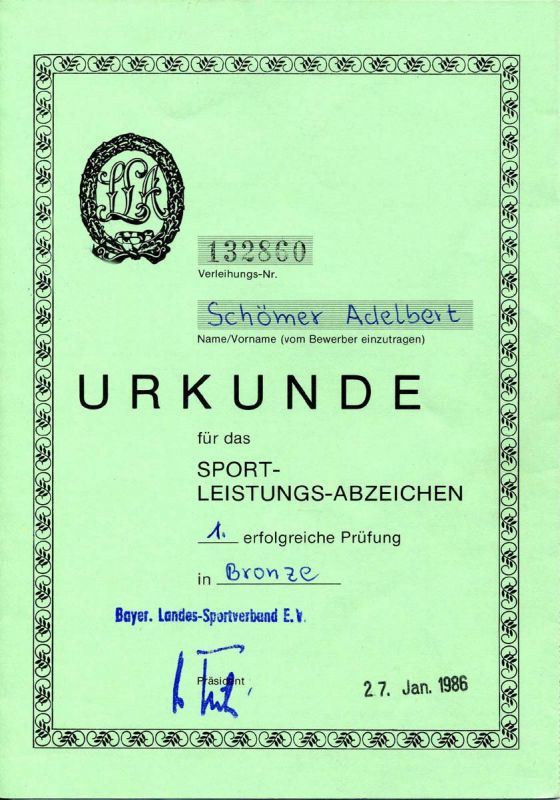 LSA
132860
Verleihungs-Nr.
Schömer Adelbert
Name/Vorname (vom Bewerber einzutragen)
URKUNDE
für das
SPORT-
LEISTUNGS-ABZEICHEN
1. erfolgreiche Prüfung
in Bronze
Bayer. Landes-Sportverband E.V.
Präsident
27. Jan. 1986